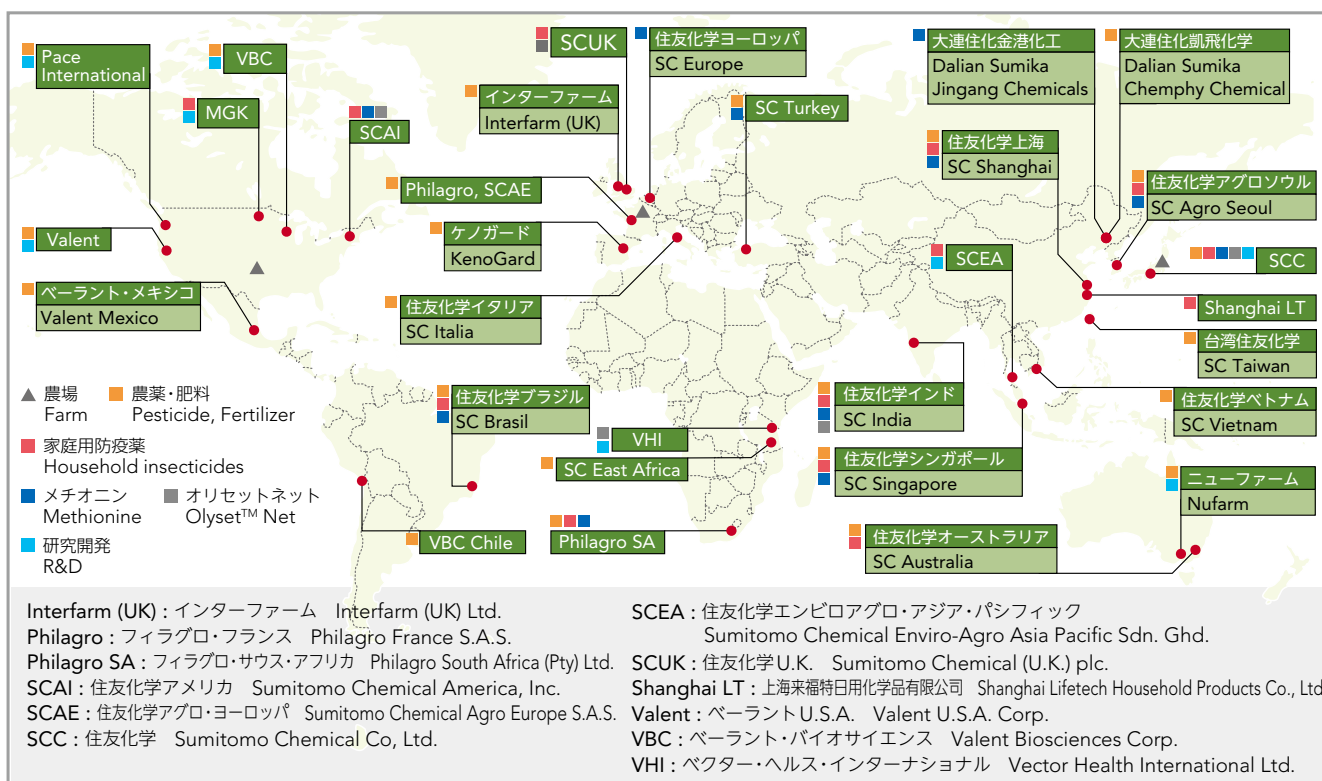 Pace
International
VBC
MGK
SCAI
SCUK
住友化学ヨーロッパ
SC Europe
インターファーム
Interfarm (UK)
SC Turkey
大連住化金港化工
Dalian Sumika
Jingang Chemicals
大連住化凱飛化学
Dalian Sumika
Chemphy Chemical
住友化学上海
SC Shanghai
住友化学アグロソウル
SC Agro Seoul
Philagro, SCAE
Valent
ケノガード
KenoGard
SCEA
SCC
ベーラント・メキシコ
Valent Mexico
住友化学イタリア
SC Italia
Shanghai LT
台湾住友化学
SC Taiwan
農場
Farm
農薬・肥料
Pesticide, Fertilizer
家庭用防疫薬
Household insecticides
メチオニン
Methionine
オリセットネット
Olyset™ Net
研究開発
R&D
住友化学ブラジル
SC Brasil
VHI
SC East Africa
住友化学インド
SC India
住友化学ベトナム
SC Vietnam
住友化学シンガポール
SC Singapore
ニューファーム
Nufarm
VBC Chile
Philagro SA
住友化学オーストラリア
SC Australia
Interfarm (UK) : インターファーム Interfarm (UK) Ltd.
Philagro : フィラグロ・フランス Philagro France S.A.S.
Philagro SA : フィラグロ・サウス・アフリカ Philagro South Africa (Pty) Ltd.
SCAI : 住友化学アメリカ Sumitomo Chemical America, Inc.
SCAE : 住友化学アグロ・ヨーロッパ Sumitomo Chemical Agro Europe S.A.S.
SCC : 住友化学 Sumitomo Chemical Co, Ltd.
SCEA : 住友化学エンビロアグロ・アジア・パシフィック
Sumitomo Chemical Enviro-Agro Asia Pacific Sdn. Ghd.
SCUK : 住友化学U.K. Sumitomo Chemical (U.K.) plc.
Shanghai LT : 上海来福特日用化学品有限公司 Shanghai Lifetech Household Products Co., Ltd
Valent : ベーラントU.S.A. Valent U.S.A. Corp.
VBC : ベーラント・バイオサイエンス Valent Biosciences Corp.
VHI : ベクター・ヘルス・インターナショナル Vector Health International Ltd.